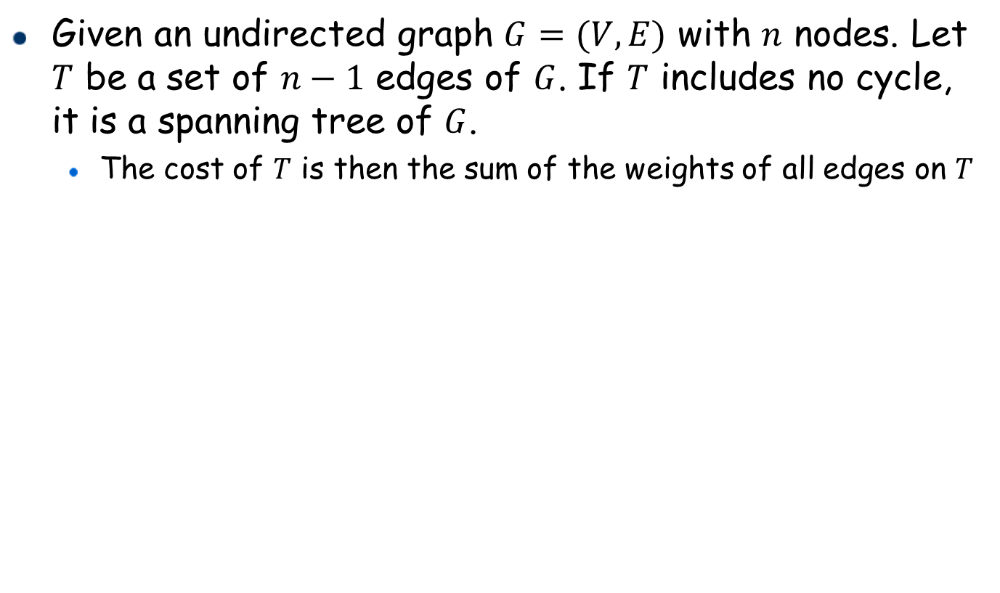 • Given an undirected graph G = (V, E) with n nodes. Let
T be a set of n − 1 edges of G. If T includes no cycle,
it is a spanning tree of G.
• The cost of T is then the sum of the weights of all edges on T